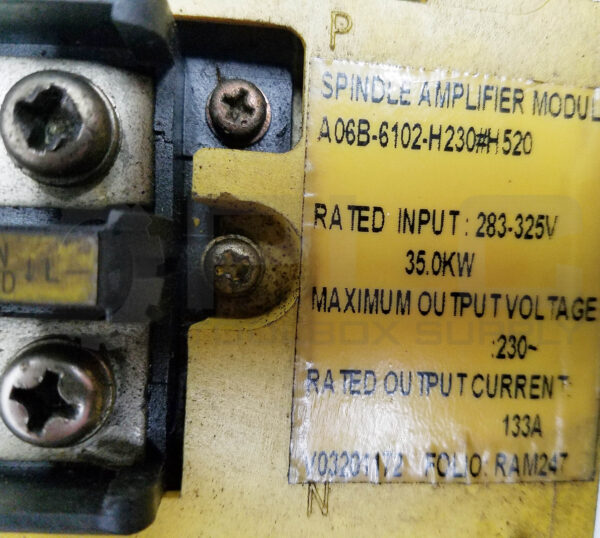 P
SPINDLE AMPLIFIER MODUL
A06B-6102-H230#H520
RATED INPUT : 283-325V
35.0KW
MAXIMUM OUTPUT VOLTAGE
:230~
RATED OUTPUT CURRENT:
133A
V03201172 FOLIO: RAM247
N
N
D I L